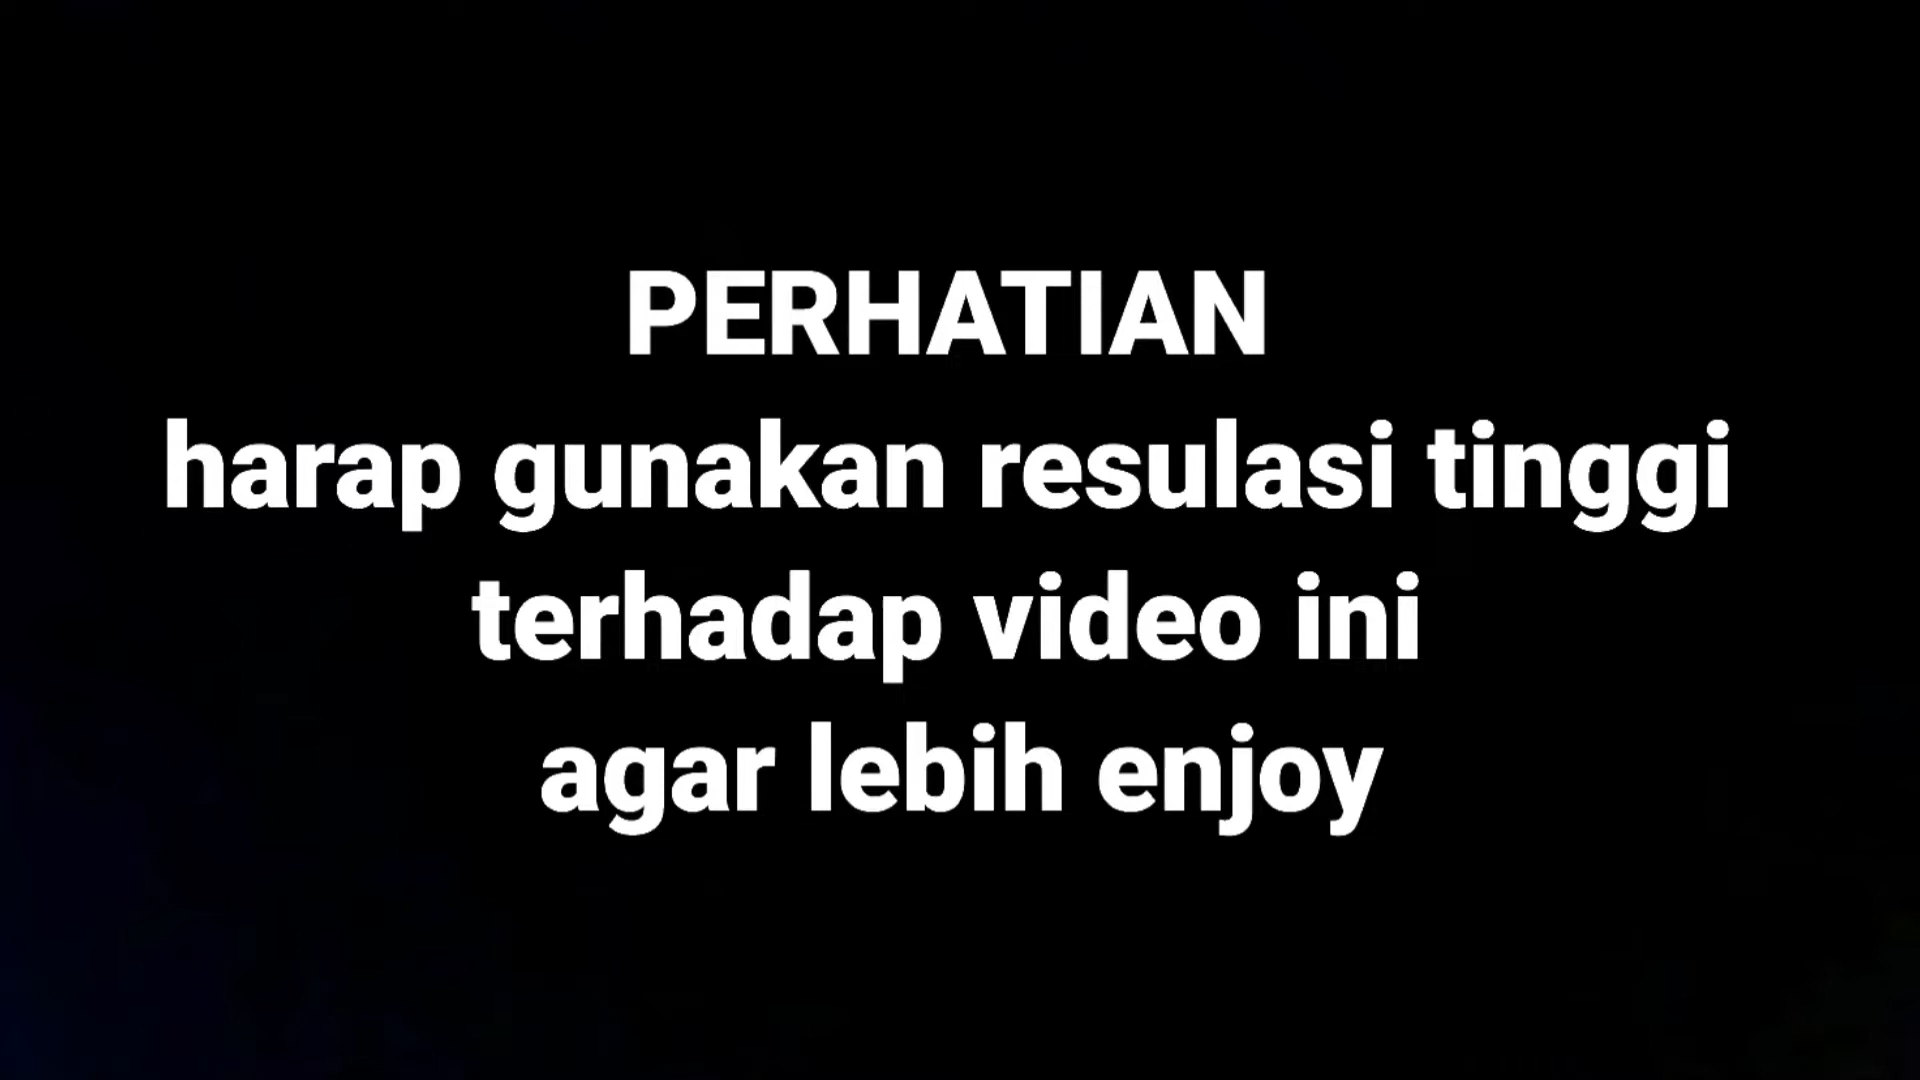 PERHATIAN
harap gunakan resulasi tinggi
terhadap video ini
agar lebih enjoy